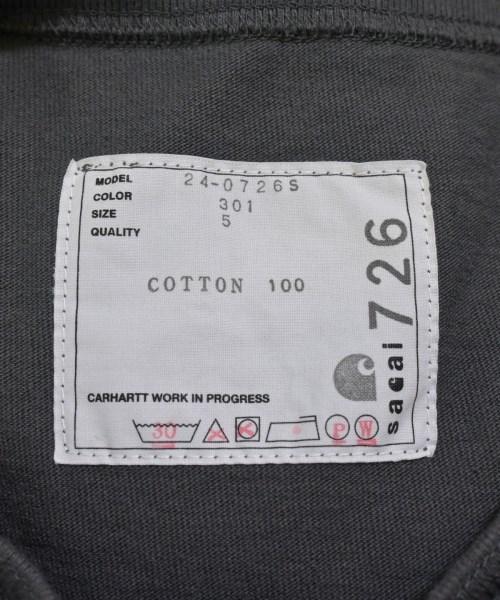 MODEL 24-0726S
COLOR 301
SIZE 5
QUALITY
COTTON 100
CARHARTT WORK IN PROGRESS
30 P W
sacai 726